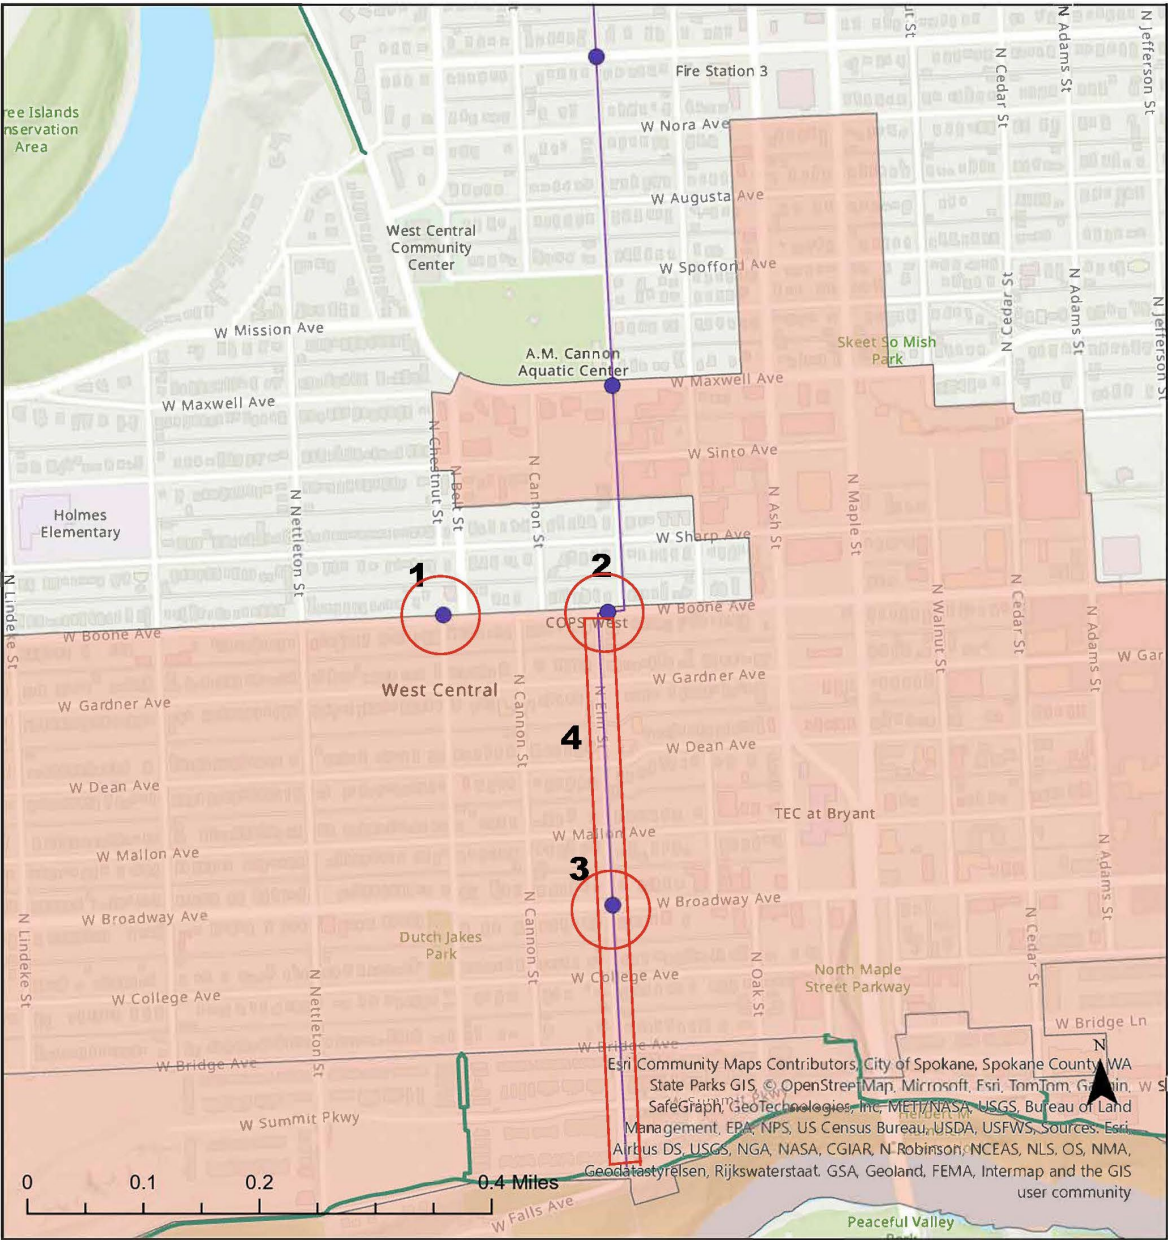 N Adams St
N Jefferson St
Fire Station 3
N Cedar St
ree Islands
nservation
Area
W Nora Ave
W Augusta Ave
West Central
Community
Center
W Spofford Ave
N Cedar St
N Adams St
N Jefferson St
W Mission Ave
Skeet So Mish
Park
A.M. Cannon
Aquatic Center
W Maxwell Ave
W Maxwell Ave
N Chestnut St
W Sinto Ave
N Belt St
N Cannon St
N Nettleton St
N Ash St
N Maple St
Holmes
Elementary
W Sharp Ave
1
2
N Lindeke St
W Boone Ave
W Boone Ave
COPS West
N Walnut St
N Cedar St
N Adams St
W Gar
West Central
W Gardner Ave
W Gardner Ave
N Cannon St
N Elm St
4
W Dean Ave
W Dean Ave
TEC at Bryant
W Mallon Ave
W Mallon Ave
N Adams St
3
W Broadway Ave
W Broadway Ave
N Lindeke St
N Cannon St
Dutch Jakes
Park
N Cedar St
W College Ave
W College Ave
N Nettleton St
N Oak St
North Maple
Street Parkway
W Bridge Ln
W Bridge Ave
W Bridge Ave
N
Esri Community Maps Contributors, City of Spokane, Spokane County, WA
State Parks GIS, © OpenStreetMap, Microsoft, Esri, TomTom, Garmin,
SafeGraph, GeoTechnologies, Inc, METI/NASA, USGS, Bureau of Land
Management, EPA, NPS, US Census Bureau, USDA, USFWS, Sources: Esri,
Airbus DS, USGS, NGA, NASA, CGIAR, N Robinson, NCEAS, NLS, OS, NMA,
Geodatastyrelsen, Rijkswaterstaat, GSA, Geoland, FEMA, Intermap and the GIS
user community
W Summit Pkwy
0 0.1 0.2 0.4 Miles
W Falls Ave
Peaceful Valley